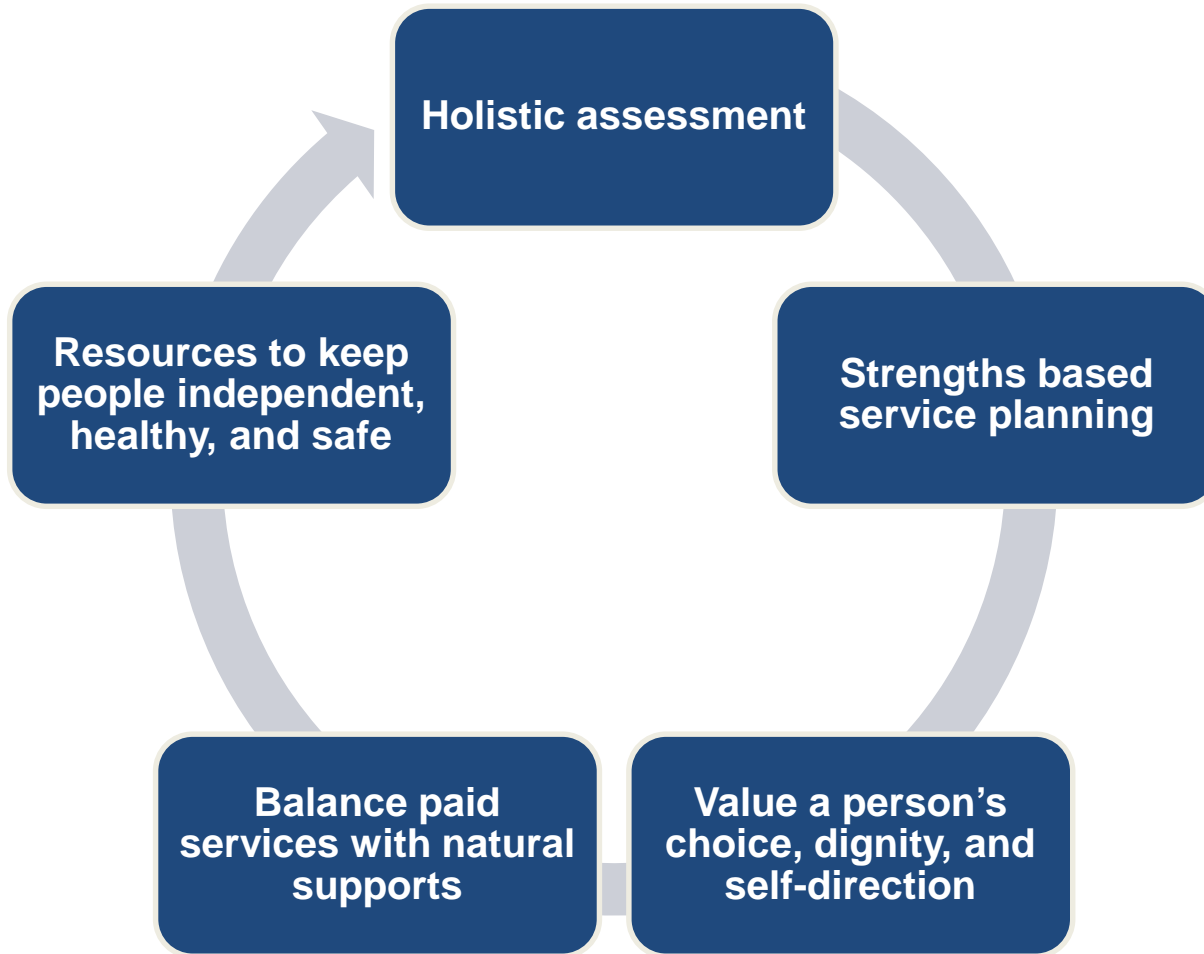 Holistic assessment
Strengths based
service planning
Value a person’s
choice, dignity, and
self-direction
Balance paid
services with natural
supports
Resources to keep
people independent,
healthy, and safe